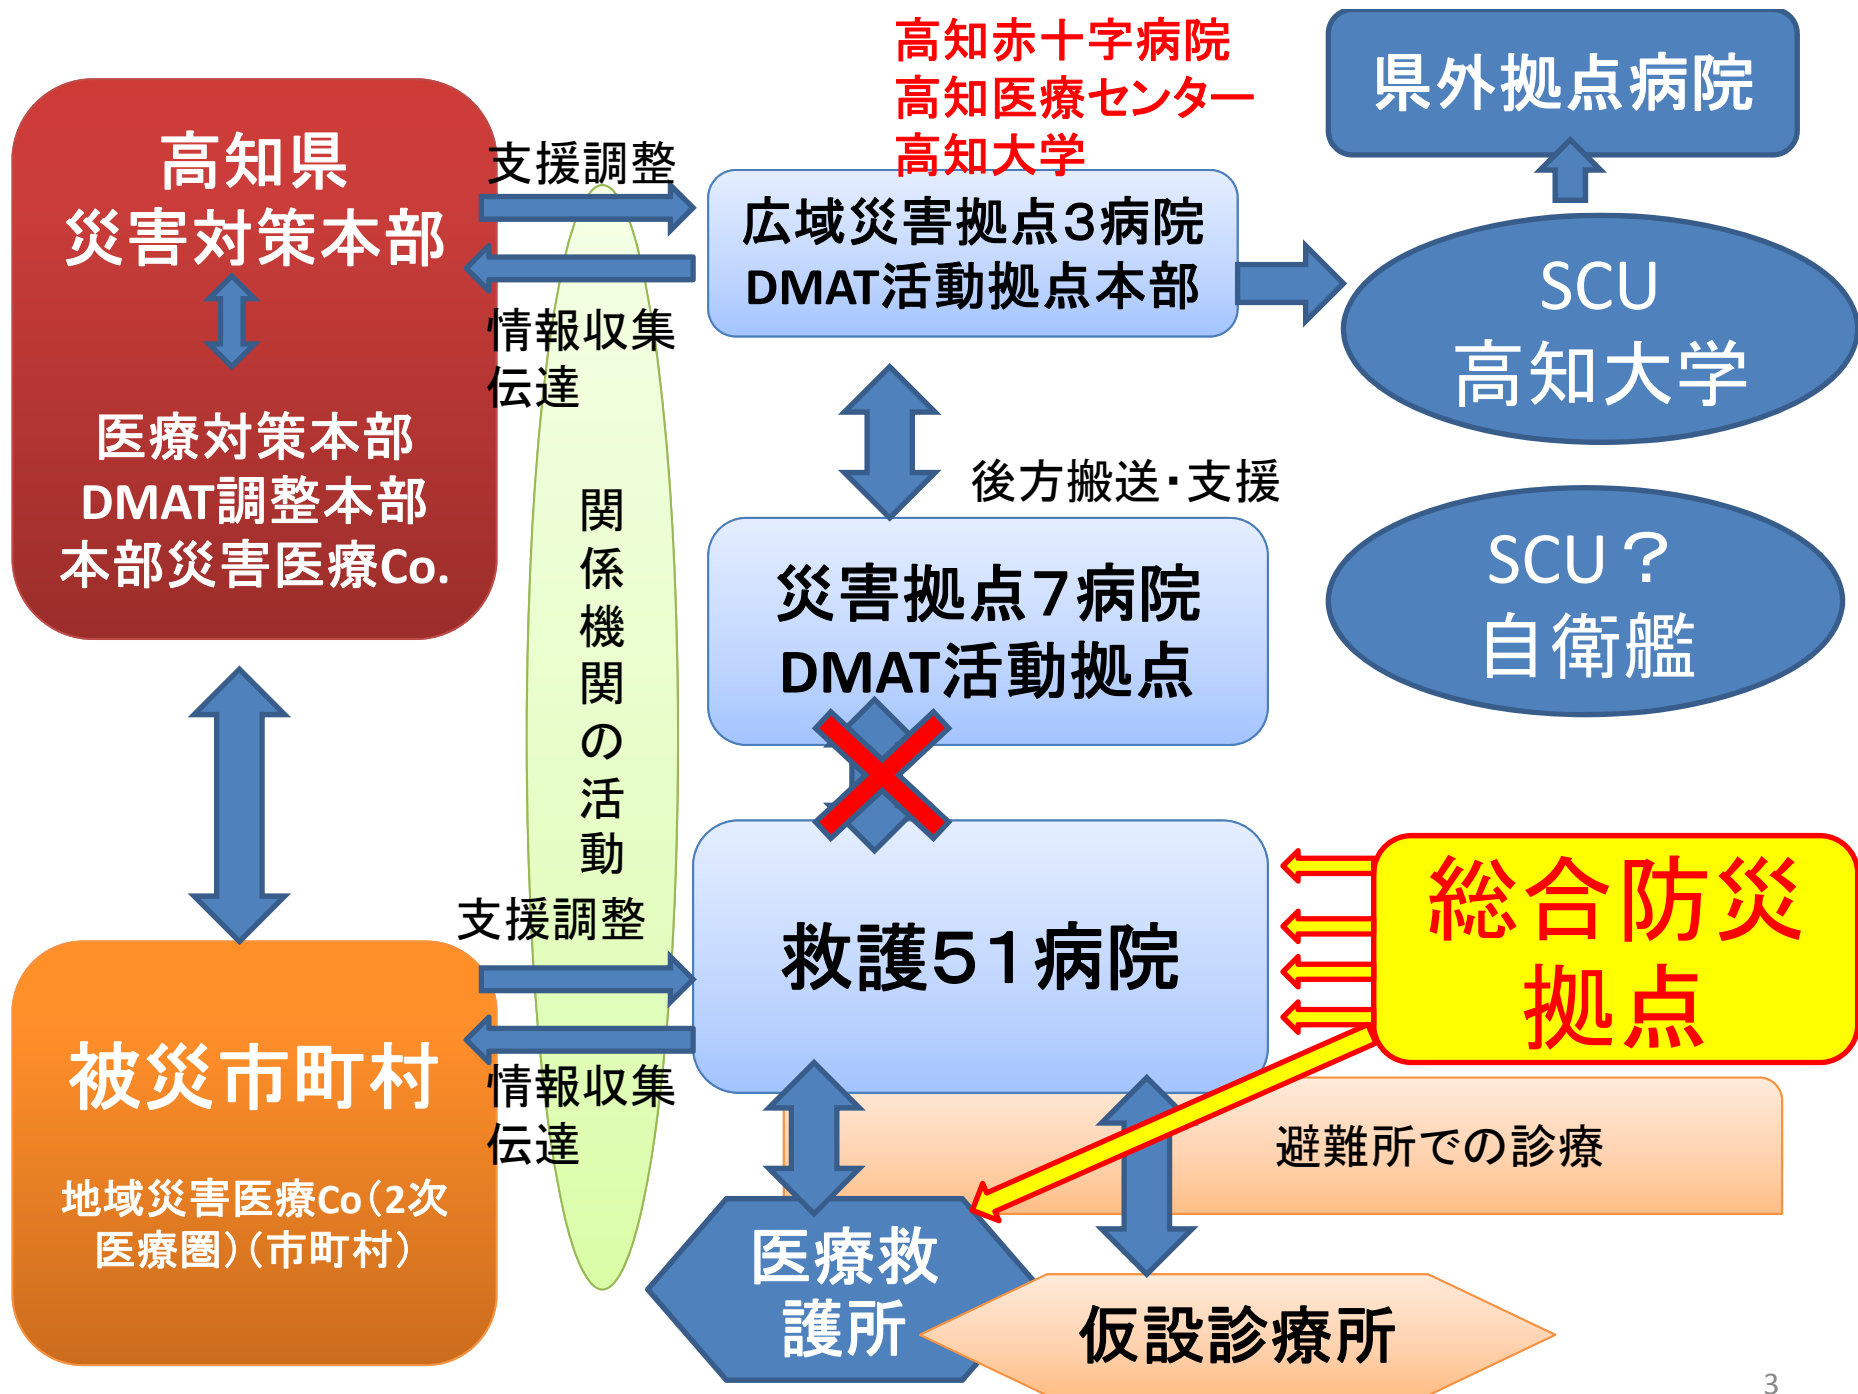 高知赤十字病院
高知医療センター
高知大学
県外拠点病院
高知県
災害対策本部
医療対策本部
DMAT調整本部
本部災害医療Co.
支援調整
情報収集
伝達
広域災害拠点3病院
DMAT活動拠点本部
SCU
高知大学
後方搬送・支援
関係機関の活動
災害拠点7病院
DMAT活動拠点
SCU？
自衛艦
支援調整
情報収集
伝達
救護51病院
総合防災
拠点
被災市町村
地域災害医療Co（2次
医療圏）（市町村）
避難所での診療
医療救
護所
仮設診療所
3